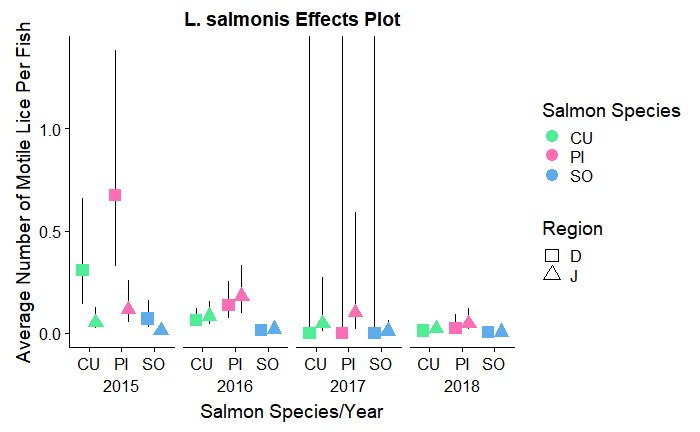 L. salmonis Effects Plot
Average Number of Motile Lice Per Fish
1.0
0.5
0.0
CU PI SO CU PI SO CU PI SO CU PI SO
2015 2016 2017 2018
Salmon Species/Year
Salmon Species
CU
PI
SO
Region
D
J